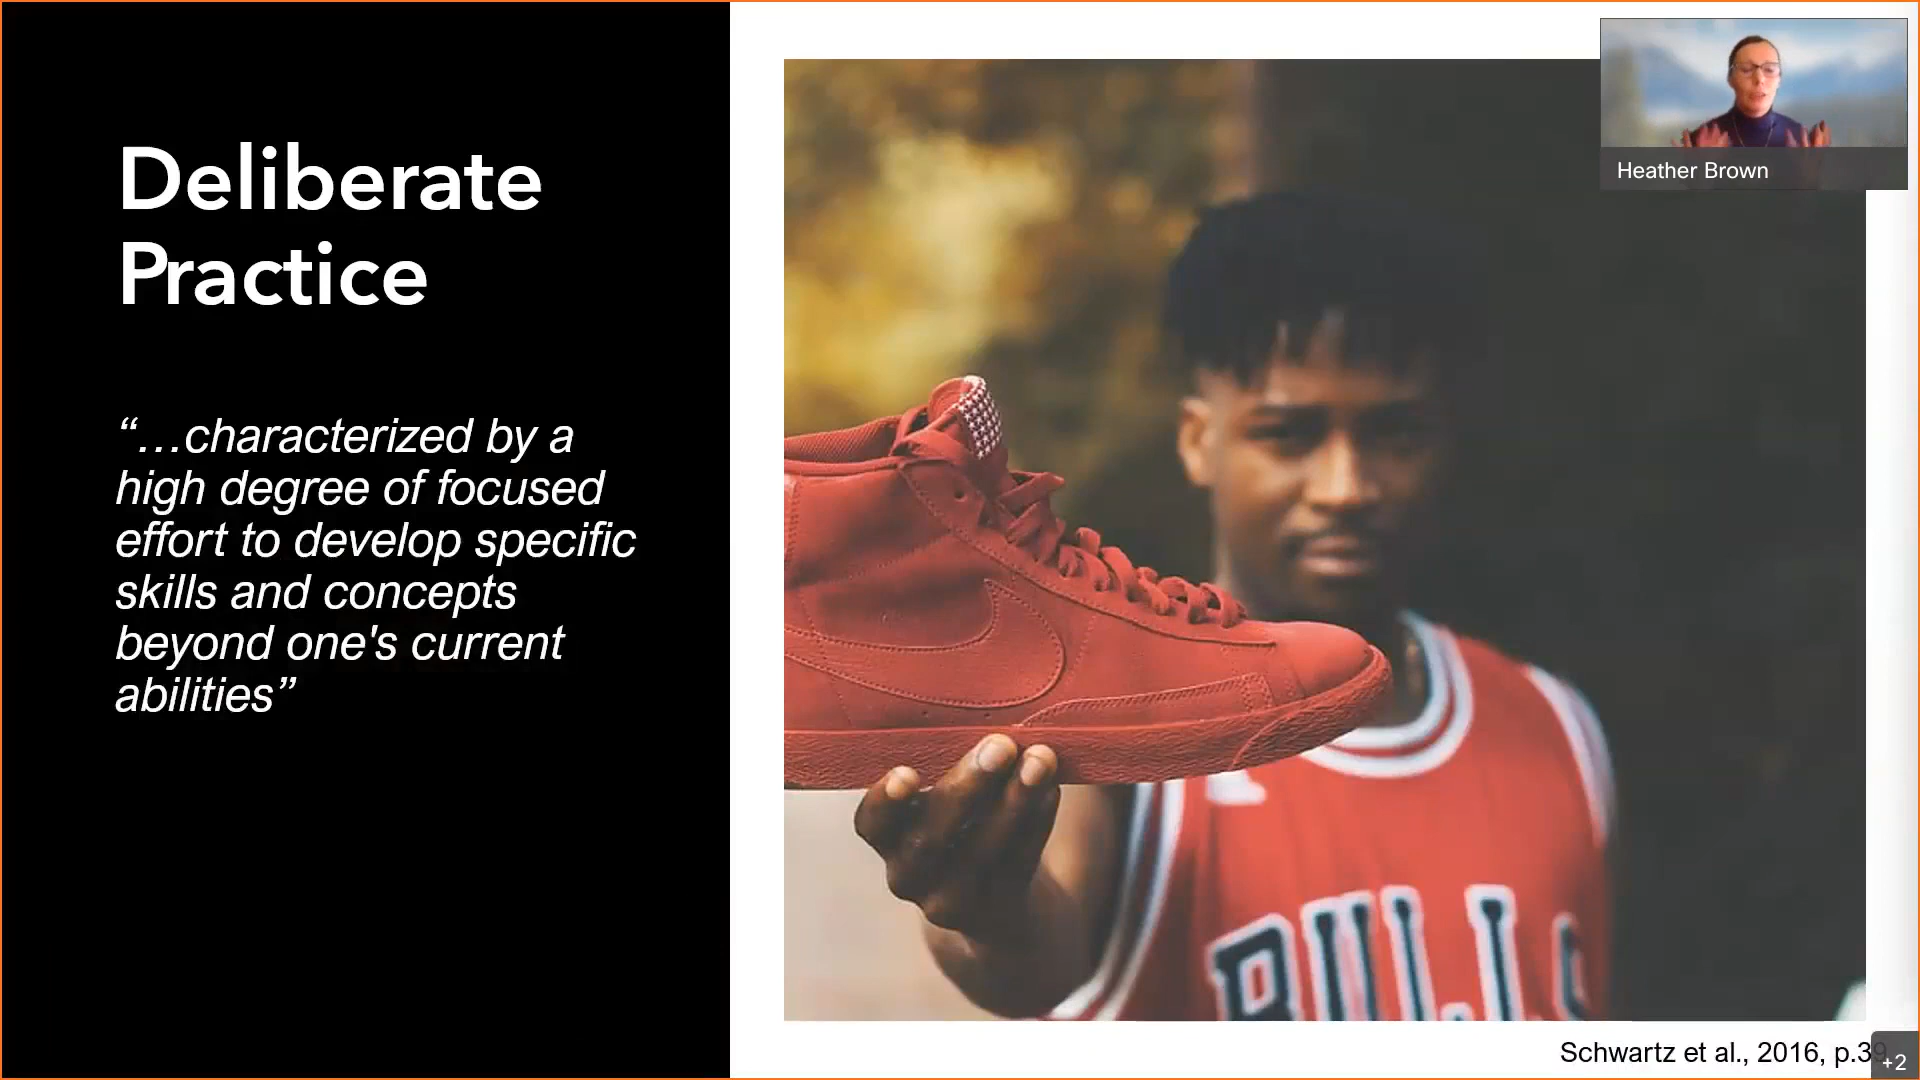 Deliberate
Practice
“…characterized by a
high degree of focused
effort to develop specific
skills and concepts
beyond one's current
abilities”
Heather Brown
BULLS
Schwartz et al., 2016, p.39
+2